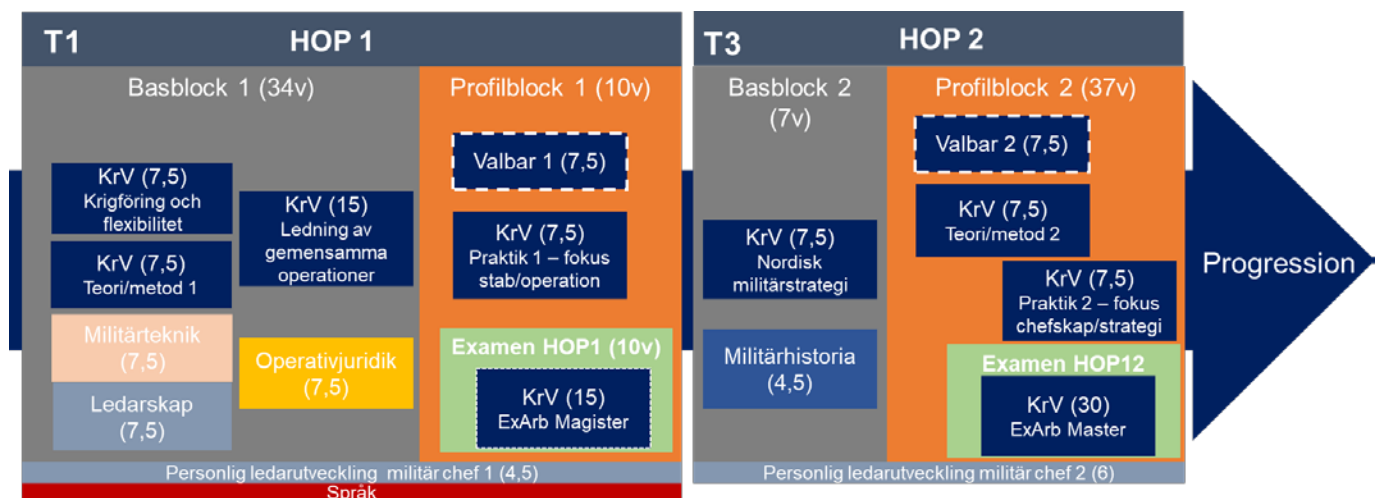 T1
HOP 1
Basblock 1 (34v)
KrV (7,5)
Krigföring och
flexibilitet
KrV (7,5)
Teori/metod 1
Militärteknik
(7,5)
Ledarskap
(7,5)
KrV (15)
Ledning av
gemensamma
operationer
Operativjuridik
(7,5)
Profilblock 1 (10v)
Valbar 1 (7,5)
KrV (7,5)
Praktik 1 – fokus
stab/operation
Examen HOP1 (10v)
KrV (15)
ExArb Magister
Personlig ledarutveckling militär chef 1 (4,5)
Språk
T3
HOP 2
Basblock 2
(7v)
KrV (7,5)
Nordisk
militärstrategi
Militärhistoria
(4,5)
Profilblock 2 (37v)
Valbar 2 (7,5)
KrV (7,5)
Teori/metod 2
KrV (7,5)
Praktik 2 – fokus
chefskap/strategi
Examen HOP12
KrV (30)
ExArb Master
Personlig ledarutveckling militär chef 2 (6)
Progression